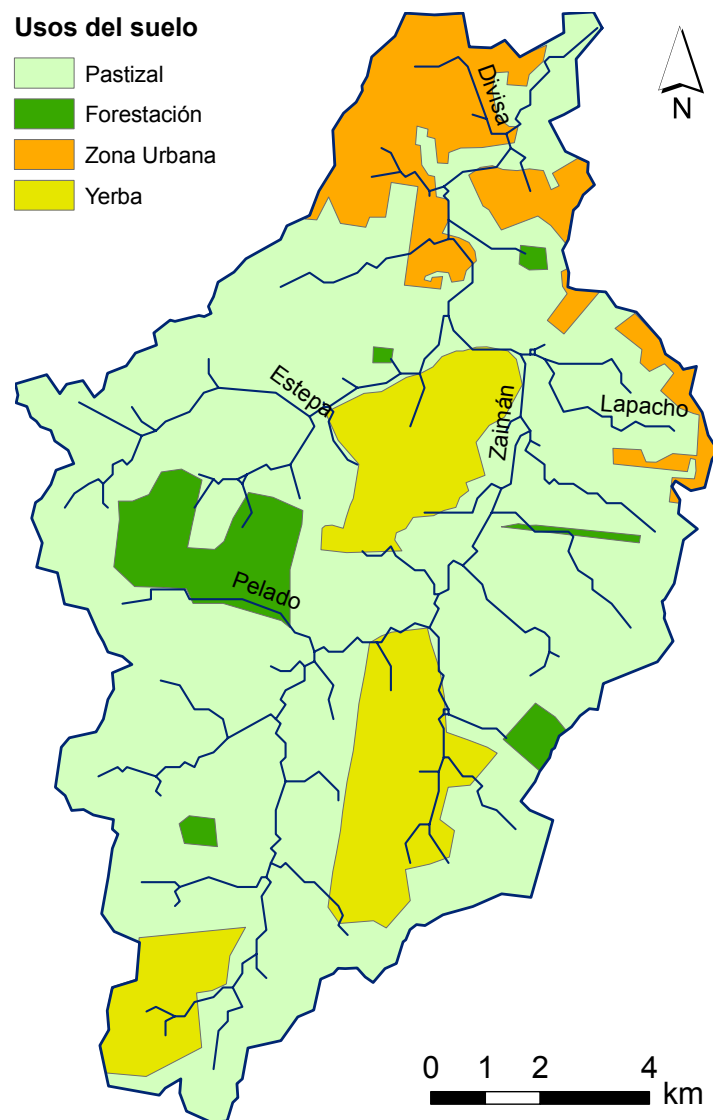 Usos del suelo
Pastizal
Forestación
Zona Urbana
Yerba
Divisa
N
Estepa
Zaimán
Lapacho
Pelado
0 1 2 4
km